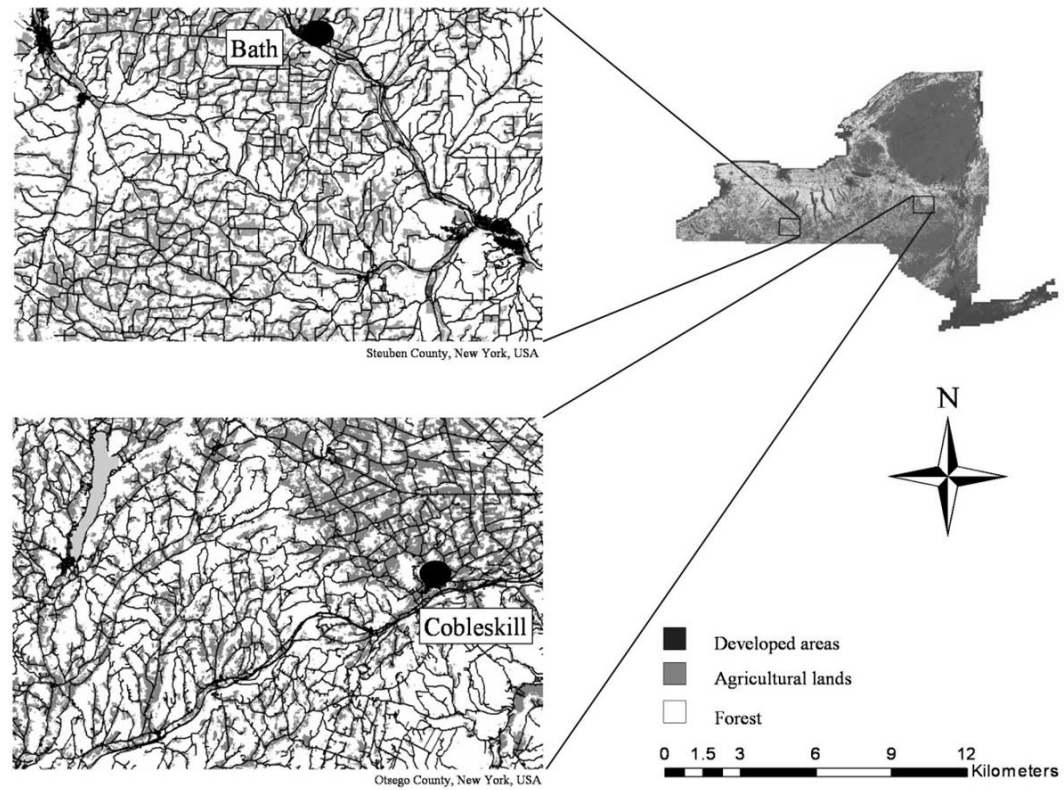 Bath
Steuben County, New York, USA
Cobleskill
Otsego County, New York, USA
N
Developed areas
Agricultural lands
Forest
0 1.5 3 6 9 12
Kilometers